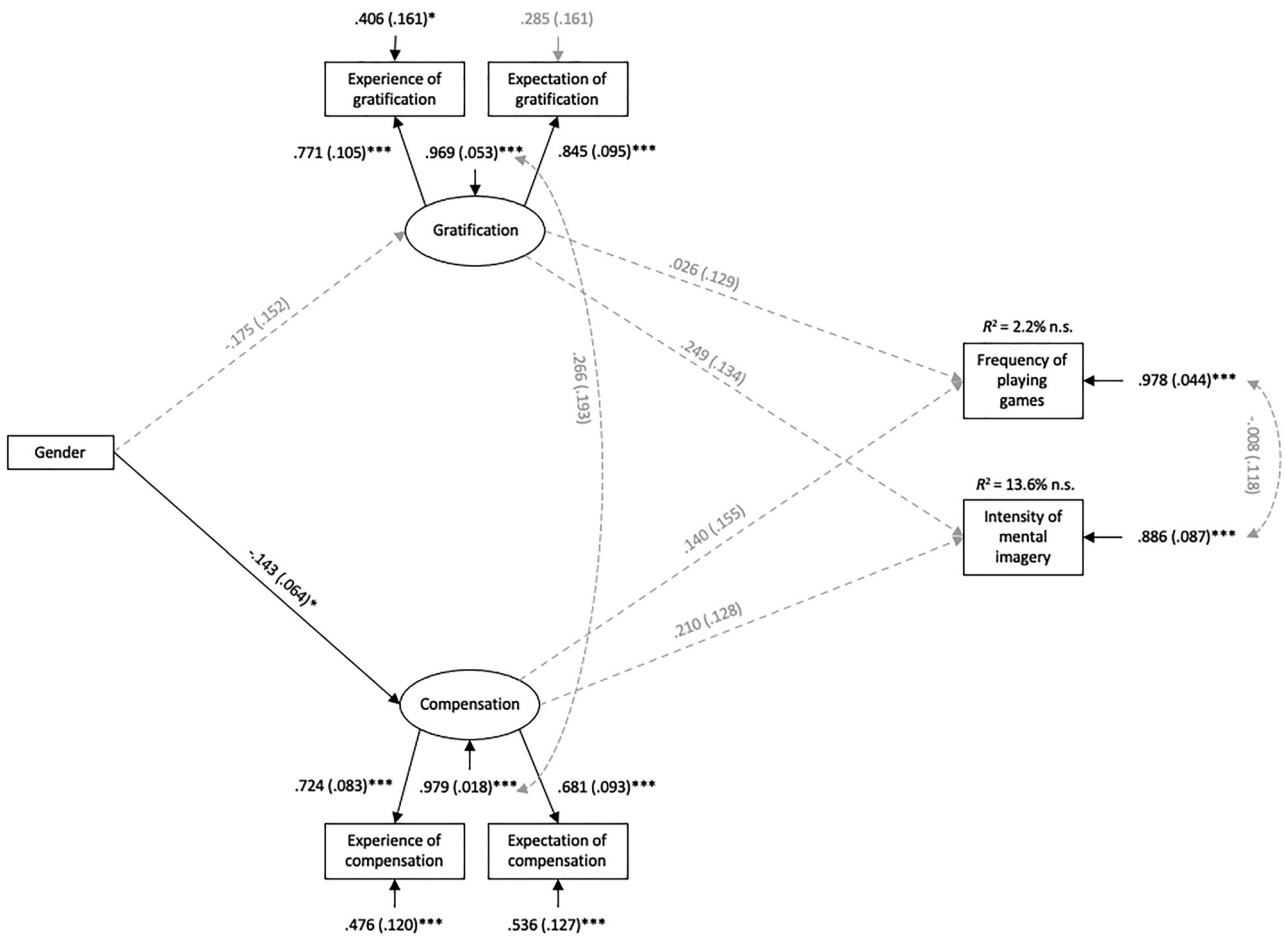 .406 (.161)*
.285 (.161)
Experience of
gratification
Expectation of
gratification
.771 (.105)***
.969 (.053)***
.845 (.095)***
Gratification
-.175 (.152)
.026 (.129)
.249 (.134)
.266 (.193)
R² = 2.2% n.s.
Frequency of
playing
games
.978 (.044)***
-.008 (.118)
Gender
R² = 13.6% n.s.
Intensity of
mental
imagery
.886 (.087)***
-.143 (.064)*
.140 (.155)
.210 (.128)
Compensation
.724 (.083)***
.979 (.018)***
.681 (.093)***
Experience of
compensation
Expectation of
compensation
.476 (.120)***
.536 (.127)***